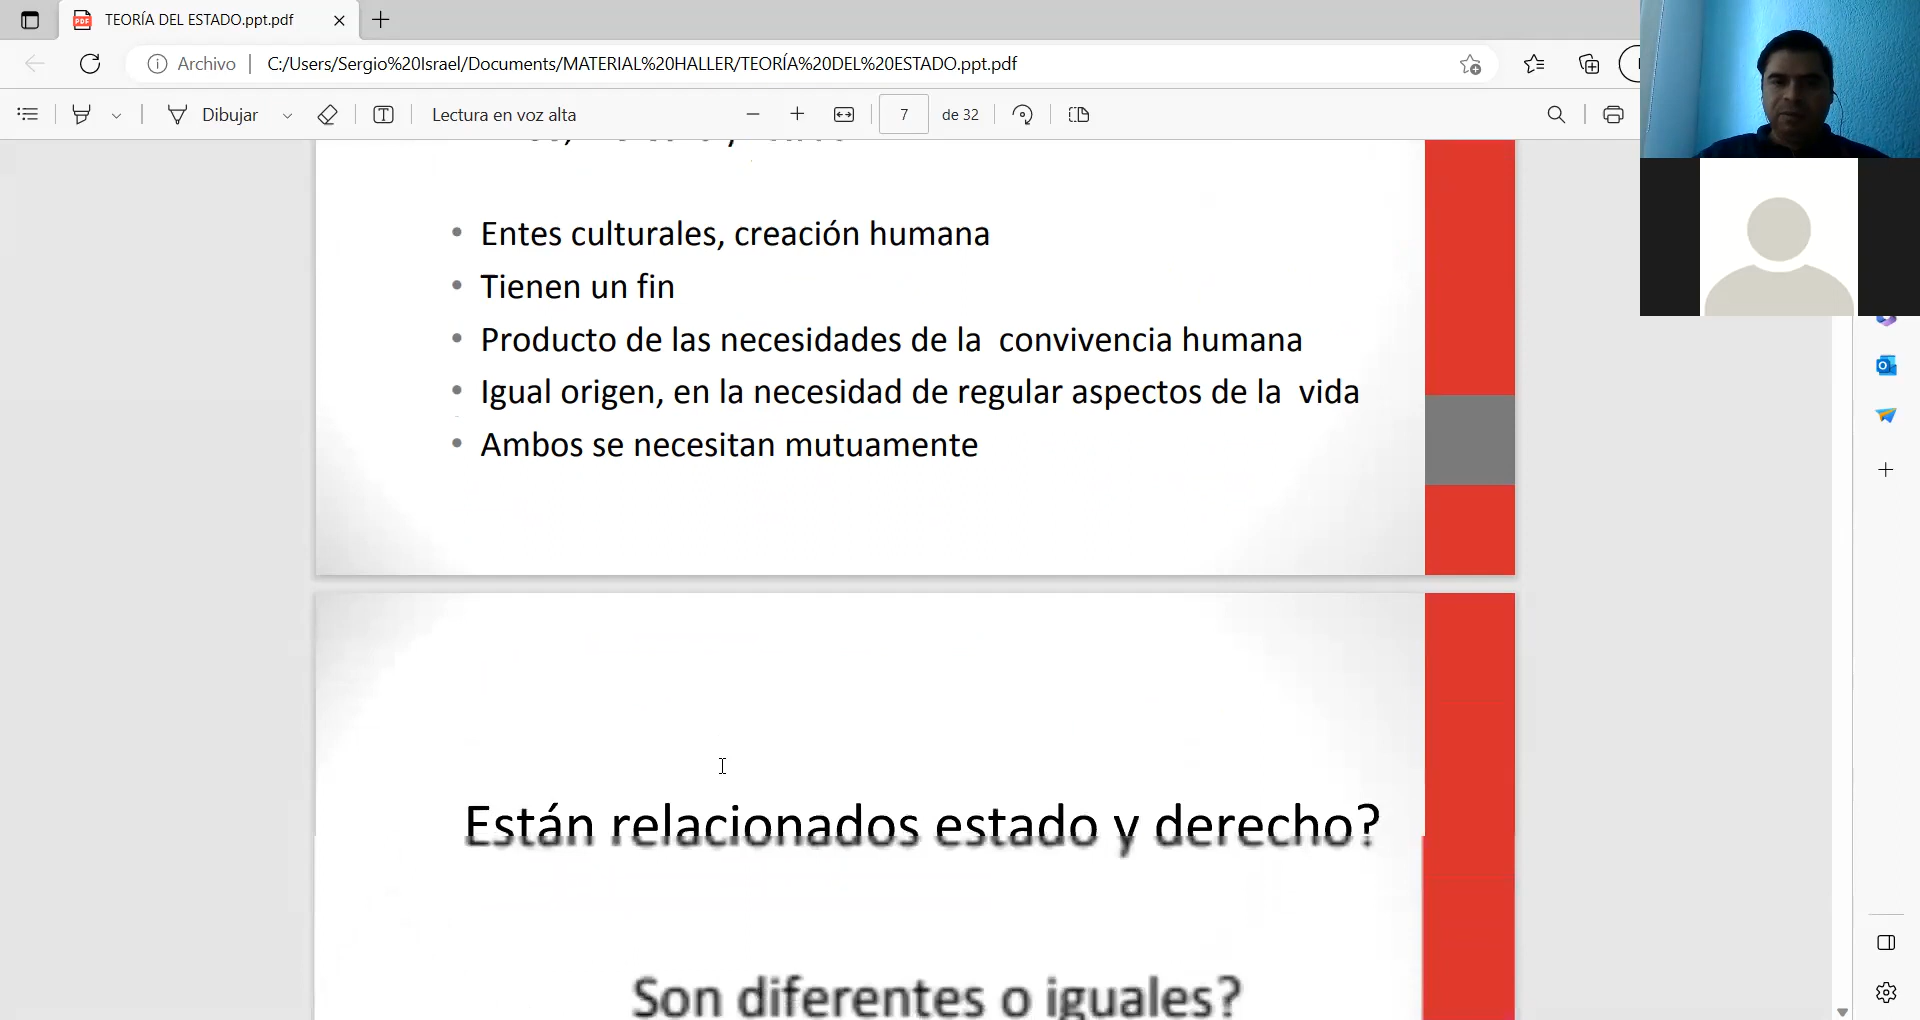 TEORÍA DEL ESTADO.ppt.pdf
Archivo
C:/Users/Sergio%20Israel/Documents/MATERIAL%20HALLER/TEORÍA%20DEL%20ESTADO.ppt.pdf
Dibujar
Lectura en voz alta
7
de 32
• Entes culturales, creación humana
• Tienen un fin
• Producto de las necesidades de la convivencia humana
• Igual origen, en la necesidad de regular aspectos de la vida
• Ambos se necesitan mutuamente
Están relacionados estado y derecho?
Son diferentes o iguales?